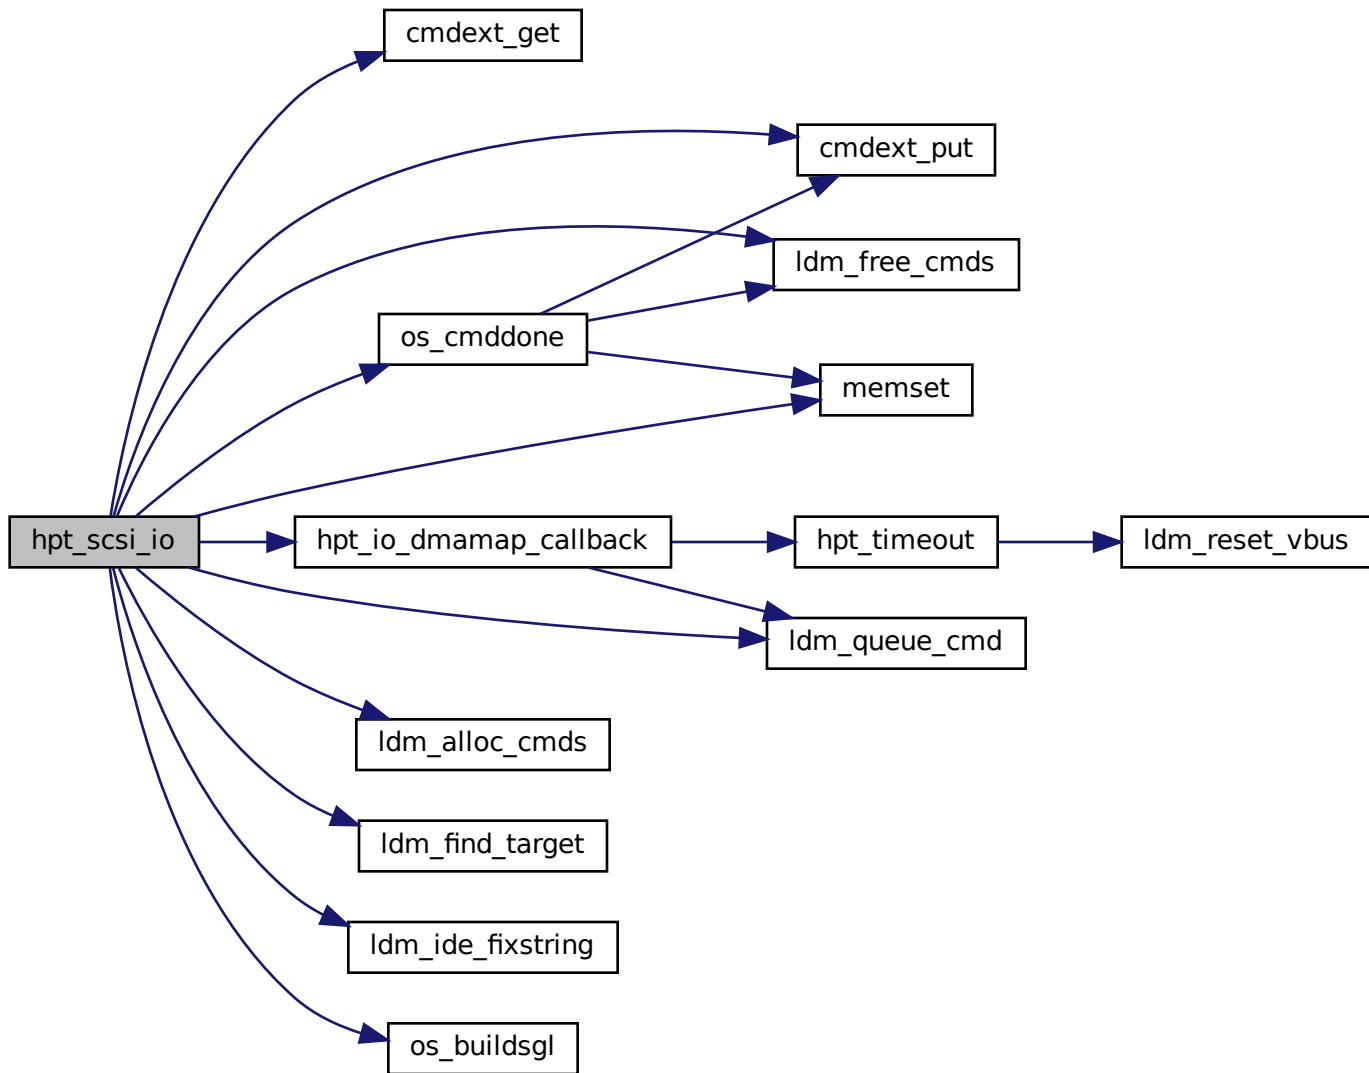 cmdext_get
cmdext_put
ldm_free_cmds
os_cmddone
memset
hpt_scsi_io
hpt_io_dmamap_callback
hpt_timeout
ldm_reset_vbus
ldm_queue_cmd
ldm_alloc_cmds
ldm_find_target
ldm_ide_fixstring
os_buildsgl